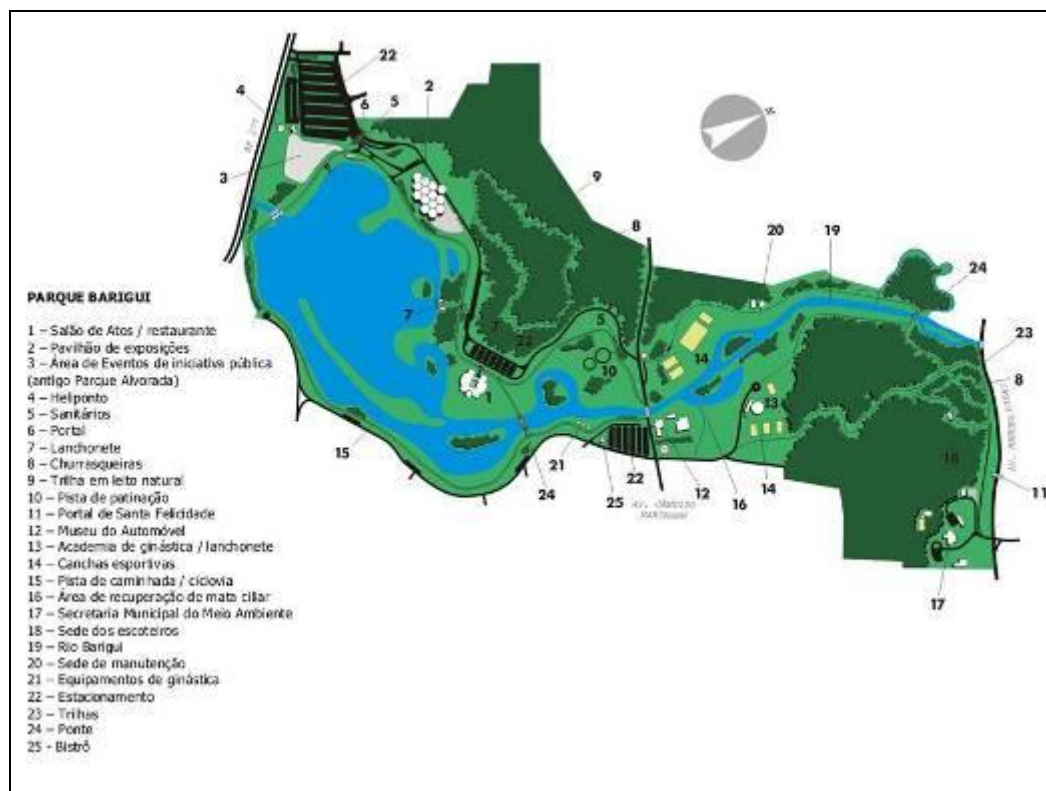 22
4
6
5
2
3
9
8
20
19
24
23
8
7
7
22
5
10
14
1
13
18
15
21
24
22
25
12
16
14
11
17
PARQUE BARIGUI
1 – Salão de Atos / restaurante
2 – Pavilhão de exposições
3 – Área de Eventos de iniciativa pública
(antigo Parque Alvorada)
4 – Heliponto
5 – Sanitários
6 – Portal
7 – Lanchonete
8 – Churrasqueiras
9 – Trilha em leito natural
10 – Pista de patinação
11 – Portal de Santa Felicidade
12 – Museu do Automóvel
13 – Academia de ginástica / lanchonete
14 – Canchas esportivas
15 – Pista de caminhada / ciclovia
16 – Área de recuperação de mata ciliar
17 – Secretaria Municipal do Meio Ambiente
18 – Sede dos escoteiros
19 – Rio Barigui
20 – Sede de manutenção
21 – Equipamentos de ginástica
22 – Estacionamento
23 – Trilhas
24 – Ponte
25 - Bistrô